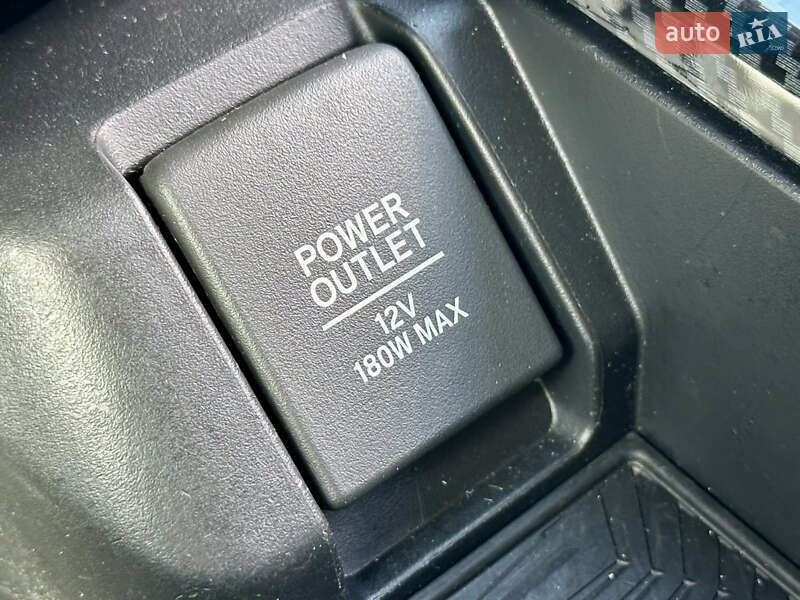 auto RIA
POWER
OUTLET
12V
180W MAX